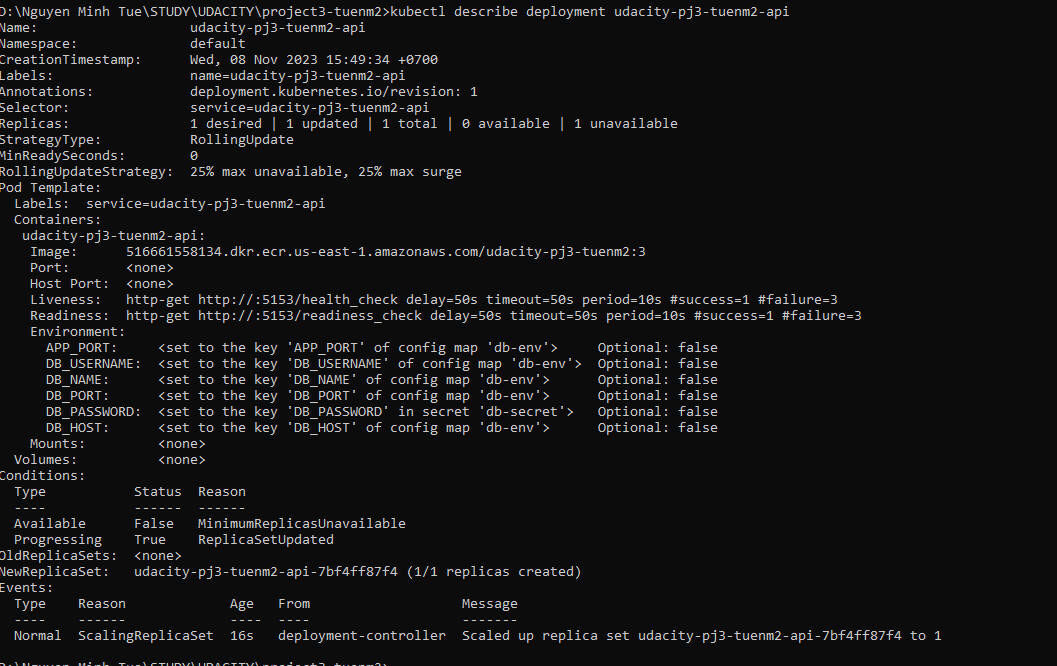 D:\Nguyen Minh Tue\STUDY\UDACITY\project3-tuenm2>kubectl describe deployment udacity-pj3-tuenm2-api
Name:                   udacity-pj3-tuenm2-api
Namespace:              default
CreationTimestamp:      Wed, 08 Nov 2023 15:49:34 +0700
Labels:                 name=udacity-pj3-tuenm2-api
Annotations:            deployment.kubernetes.io/revision: 1
Selector:               service=udacity-pj3-tuenm2-api
Replicas:               1 desired | 1 updated | 1 total | 0 available | 1 unavailable
StrategyType:           RollingUpdate
MinReadySeconds:        0
RollingUpdateStrategy:  25% max unavailable, 25% max surge
Pod Template:
  Labels:  service=udacity-pj3-tuenm2-api
  Containers:
   udacity-pj3-tuenm2-api:
    Image:      516661558134.dkr.ecr.us-east-1.amazonaws.com/udacity-pj3-tuenm2:3
    Port:       <none>
    Host Port:  <none>
    Liveness:   http-get http://:5153/health_check delay=50s timeout=50s period=10s #success=1 #failure=3
    Readiness:  http-get http://:5153/readiness_check delay=50s timeout=50s period=10s #success=1 #failure=3
    Environment:
      APP_PORT:     <set to the key 'APP_PORT' of config map 'db-env'>     Optional: false
      DB_USERNAME:  <set to the key 'DB_USERNAME' of config map 'db-env'>  Optional: false
      DB_NAME:      <set to the key 'DB_NAME' of config map 'db-env'>      Optional: false
      DB_PORT:      <set to the key 'DB_PORT' of config map 'db-env'>      Optional: false
      DB_PASSWORD:  <set to the key 'DB_PASSWORD' in secret 'db-secret'>   Optional: false
      DB_HOST:      <set to the key 'DB_HOST' of config map 'db-env'>      Optional: false
    Mounts:         <none>
  Volumes:          <none>
Conditions:
  Type           Status  Reason
  ----           ------  ------
  Available      False   MinimumReplicasUnavailable
  Progressing    True    ReplicaSetUpdated
OldReplicaSets:  <none>
NewReplicaSet:   udacity-pj3-tuenm2-api-7bf4ff87f4 (1/1 replicas created)
Events:
  Type    Reason             Age   From                   Message
  ----    ------             ----  ----                   -------
  Normal  ScalingReplicaSet  16s   deployment-controller  Scaled up replica set udacity-pj3-tuenm2-api-7bf4ff87f4 to 1
D:\Nguyen Minh Tue\STUDY\UDACITY\project3-tuenm2>